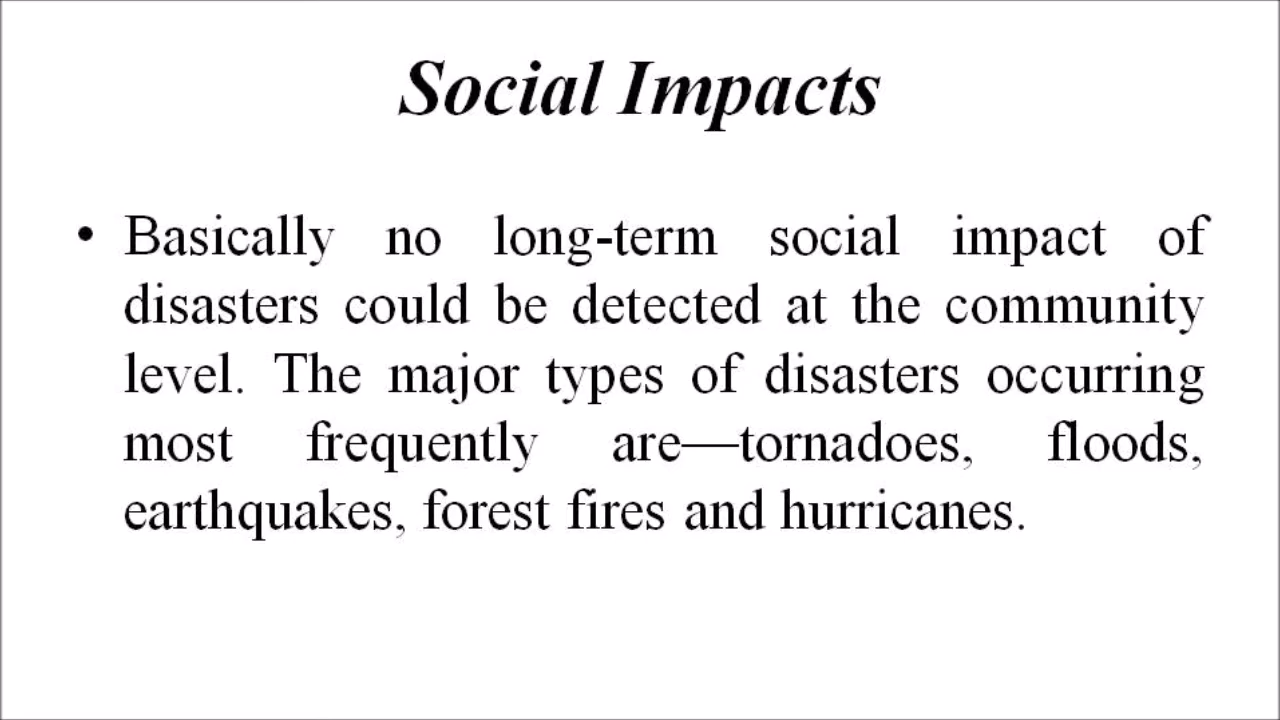 Social Impacts
• Basically no long-term social impact of
disasters could be detected at the community
level. The major types of disasters occurring
most frequently are—tornadoes, floods,
earthquakes, forest fires and hurricanes.